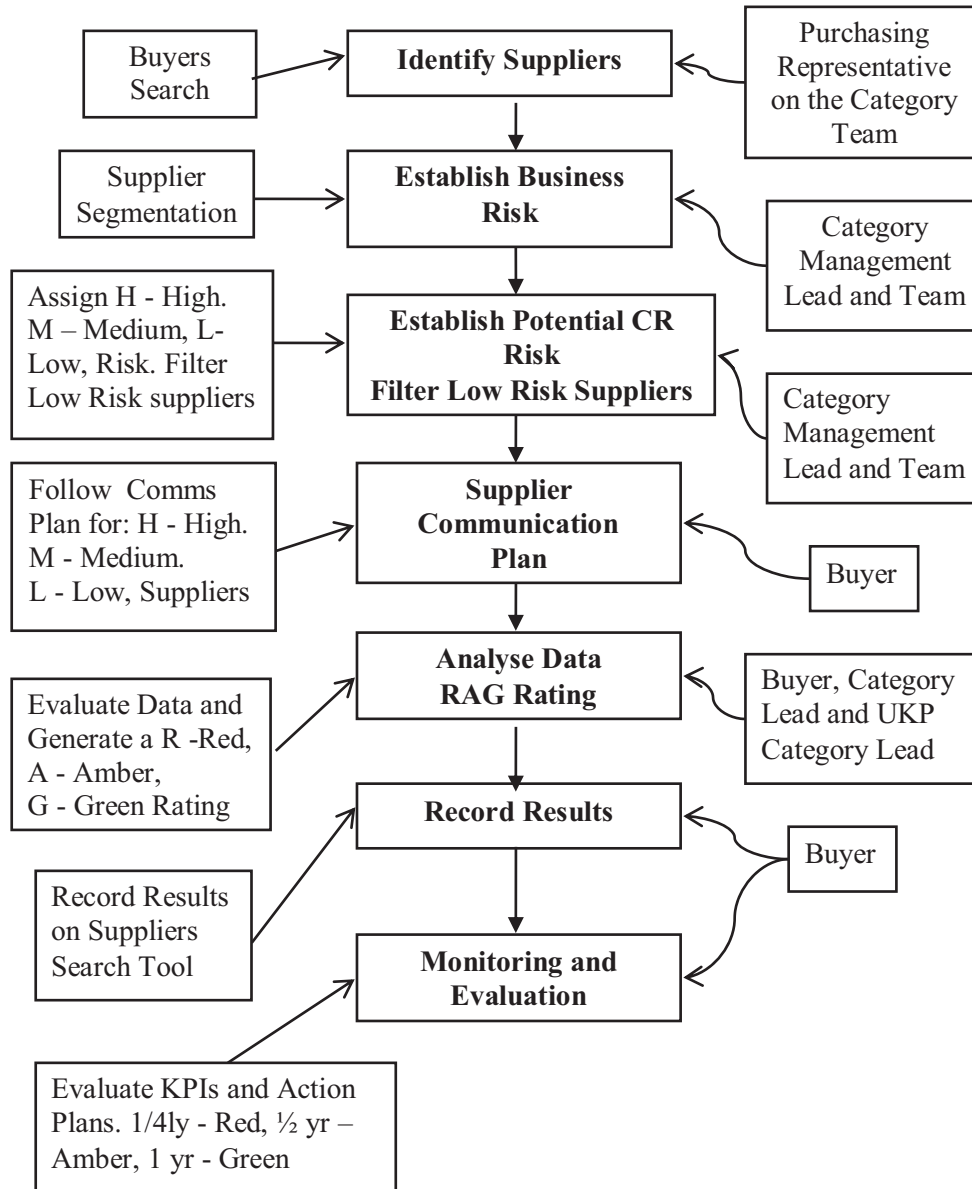 Buyers
Search
Identify Suppliers
Purchasing
Representative
on the Category
Team
Supplier
Segmentation
Establish Business
Risk
Category
Management
Lead and Team
Assign H - High.
M – Medium, L-
Low, Risk. Filter
Low Risk suppliers
Establish Potential CR
Risk
Filter Low Risk Suppliers
Category
Management
Lead and Team
Follow Comms
Plan for: H - High.
M - Medium.
L - Low, Suppliers
Supplier
Communication
Plan
Buyer
Evaluate Data and
Generate a R -Red,
A - Amber,
G - Green Rating
Analyse Data
RAG Rating
Buyer, Category
Lead and UKP
Category Lead
Record Results
on Suppliers
Search Tool
Record Results
Buyer
Monitoring and
Evaluation
Evaluate KPIs and Action
Plans. 1/4ly - Red, ½ yr –
Amber, 1 yr - Green